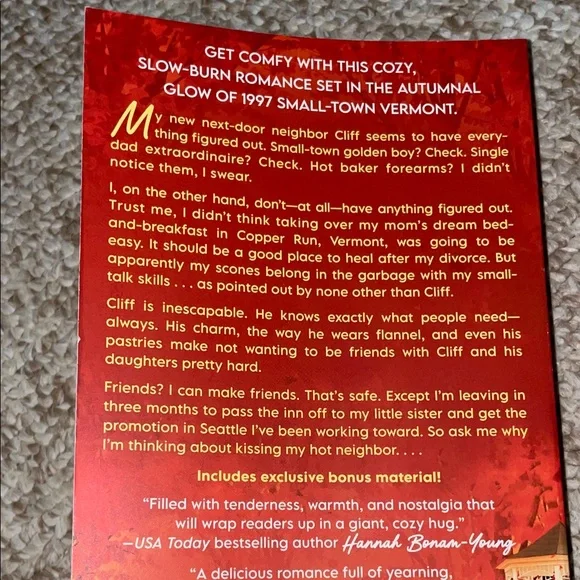 GET COMFY WITH THIS COZY,
SLOW-BURN ROMANCE SET IN THE AUTUMNAL
GLOW OF 1997 SMALL-TOWN VERMONT.
My new next-door neighbor Cliff seems to have every-
thing figured out. Small-town golden boy? Check. Single
dad extraordinaire? Check. Hot baker forearms? I didn't
notice them, I swear.
I, on the other hand, don't—at all—have anything figured out.
Trust me, I didn't think taking over my mom's dream bed-
and-breakfast in Copper Run, Vermont, was going to be
easy. It should be a good place to heal after my divorce. But
apparently my scones belong in the garbage with my small-
talk skills . . . as pointed out by none other than Cliff.
Cliff is inescapable. He knows exactly what people need—
always. His charm, the way he wears flannel, and even his
pastries make not wanting to be friends with Cliff and his
daughters pretty hard.
Friends? I can make friends. That's safe. Except I'm leaving in
three months to pass the inn off to my little sister and get the
promotion in Seattle I've been working toward. So ask me why
I'm thinking about kissing my hot neighbor. . . .
Includes exclusive bonus material!
“Filled with tenderness, warmth, and nostalgia that
will wrap readers up in a giant, cozy hug.”
—USA Today bestselling author Hannah Bonam-Young
“A delicious romance full of yearning,